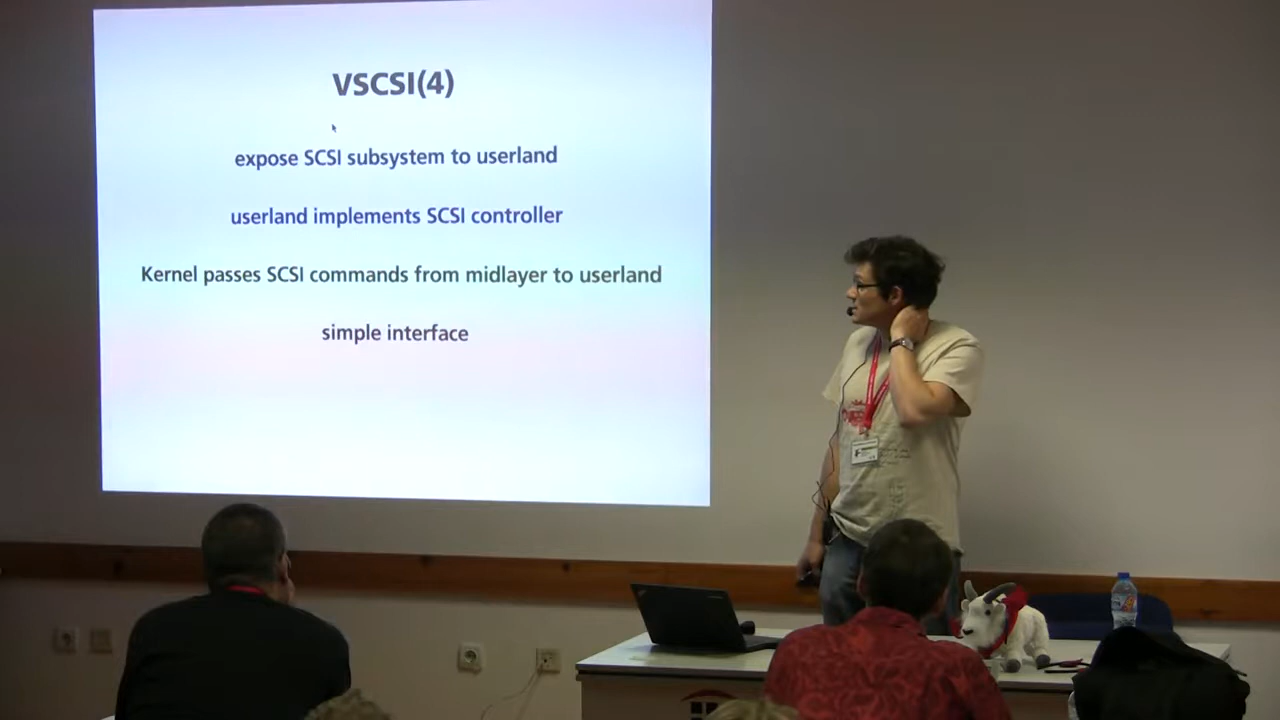 VSCSI(4)
expose SCSI subsystem to userland
userland implements SCSI controller
Kernel passes SCSI commands from midlayer to userland
simple interface